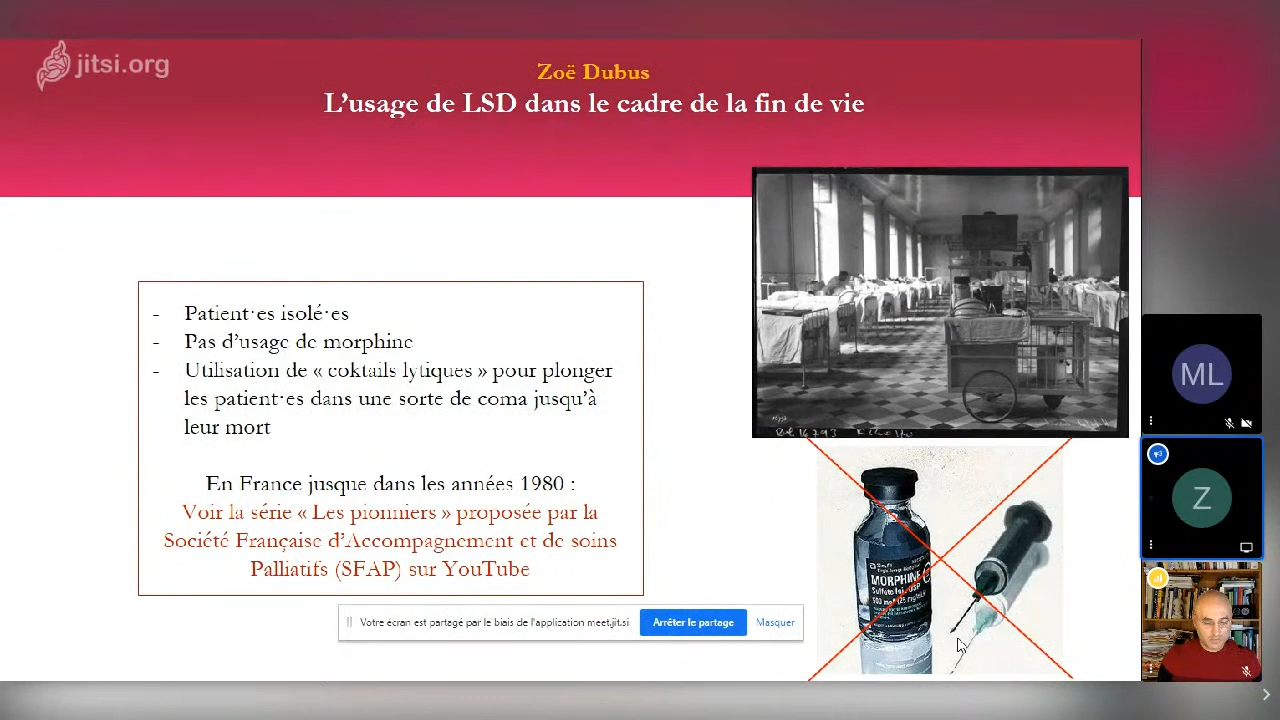 jitsi.org
Zoë Dubus
L'usage de LSD dans le cadre de la fin de vie
- Patient·es isolé·es
- Pas d'usage de morphine
- Utilisation de « coktails lytiques » pour plonger
les patient·es dans une sorte de coma jusqu'à
leur mort
En France jusque dans les années 1980 :
Voir la série « Les pionniers » proposée par la
Société Française d'Accompagnement et de soins
Palliatifs (SFAP) sur YouTube
MORPHINE
Votre écran est partagé par le biais de l'application meet.jit.si
Arrêter le partage
Masquer
ML
Z